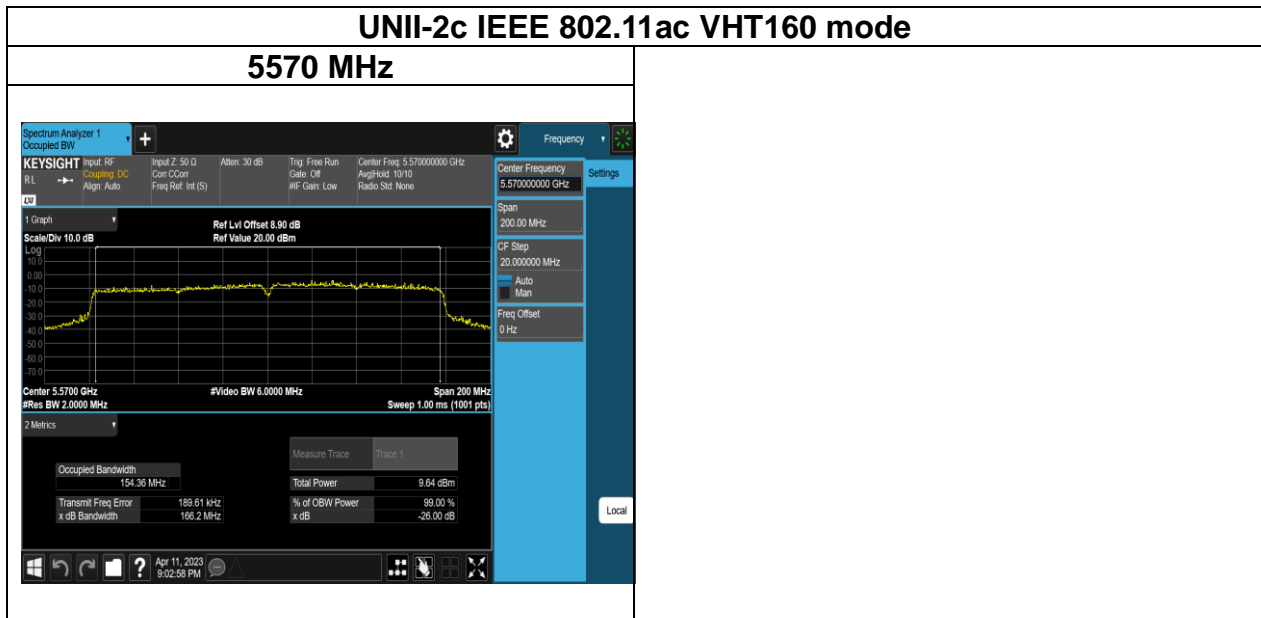 UNII-2c IEEE 802.11ac VHT160 mode
5570 MHz
Spectrum Analyzer 1
Occupied BW
Frequency
KEYSIGHT Input: RF Input Z: 50 Ω Atten: 30 dB Trig: Free Run Center Freq: 5.570000000 GHz
RL Coupling: DC Corr CCorr Gate: Off Avg|Hold: 10/10
Align: Auto Freq Ref: Int (S) #IF Gain: Low Radio Std: None
LXI
Center Frequency
5.570000000 GHz
Settings
Span
200.00 MHz
CF Step
20.000000 MHz
Auto
Man
Freq Offset
0 Hz
1 Graph
Ref Lvl Offset 8.90 dB
Scale/Div 10.0 dB Ref Value 20.00 dBm
Log
10.0
0.00
-10.0
-20.0
-30.0
-40.0
-50.0
-60.0
-70.0
Center 5.5700 GHz #Video BW 6.0000 MHz Span 200 MHz
#Res BW 2.0000 MHz Sweep 1.00 ms (1001 pts)
2 Metrics
Measure Trace Trace 1
Occupied Bandwidth
154.36 MHz Total Power 9.64 dBm
Transmit Freq Error 189.61 kHz % of OBW Power 99.00 %
x dB Bandwidth 166.2 MHz x dB -26.00 dB
Local
Apr 11, 2023
9:02:58 PM